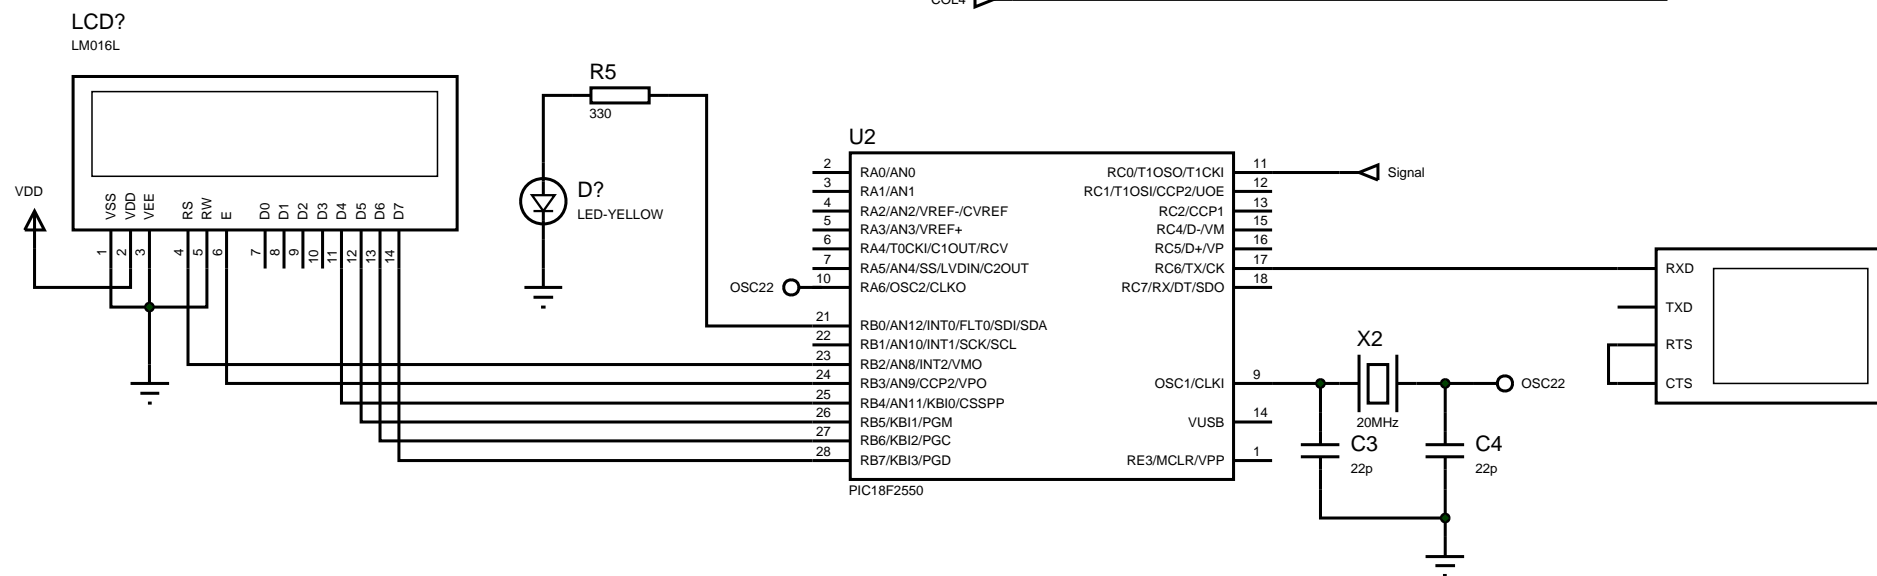 COL4
LCD?
LM016L
VDD
VSS
VDD
VEE
RS
RW
E
D0
D1
D2
D3
D4
D5
D6
D7
1
2
3
4
5
6
7
8
9
10
11
12
13
14
R5
330
D?
LED-YELLOW
U2
2 RA0/AN0
3 RA1/AN1
4 RA2/AN2/VREF-/CVREF
5 RA3/AN3/VREF+
6 RA4/T0CKI/C1OUT/RCV
7 RA5/AN4/SS/LVDIN/C2OUT
OSC22 10 RA6/OSC2/CLKO
21 RB0/AN12/INT0/FLT0/SDI/SDA
22 RB1/AN10/INT1/SCK/SCL
23 RB2/AN8/INT2/VMO
24 RB3/AN9/CCP2/VPO
25 RB4/AN11/KBI0/CSSPP
26 RB5/KBI1/PGM
27 RB6/KBI2/PGC
28 RB7/KBI3/PGD
RC0/T1OSO/T1CKI 11 Signal
RC1/T1OSI/CCP2/UOE 12
RC2/CCP1 13
RC4/D-/VM 15
RC5/D+/VP 16
RC6/TX/CK 17
RC7/RX/DT/SDO 18
OSC1/CLKI 9
VUSB 14
RE3/MCLR/VPP 1
PIC18F2550
X2
20MHz
OSC22
C3
22p
C4
22p
RXD
TXD
RTS
CTS